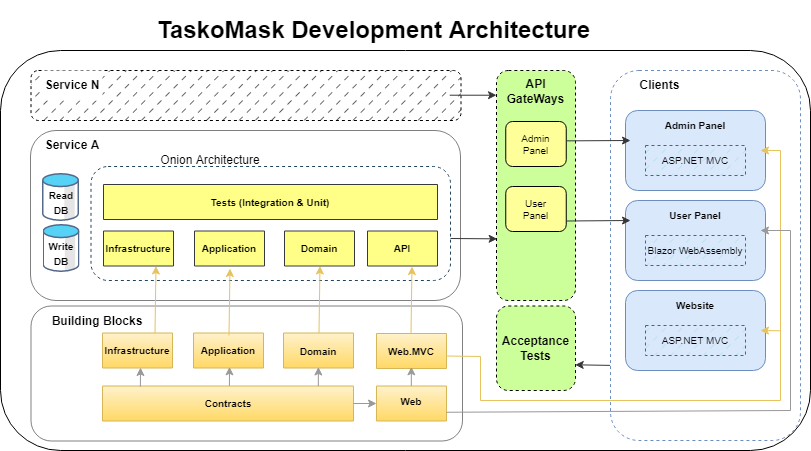 TaskoMask Development Architecture
Service N
API
GateWays
Clients
Admin
Panel
User
Panel
Admin Panel
ASP.NET MVC
User Panel
Blazor WebAssembly
Website
ASP.NET MVC
Service A
Onion Architecture
Read
DB
Write
DB
Tests (Integration & Unit)
Infrastructure
Application
Domain
API
Building Blocks
Infrastructure
Application
Domain
Web.MVC
Contracts
Web
Acceptance
Tests